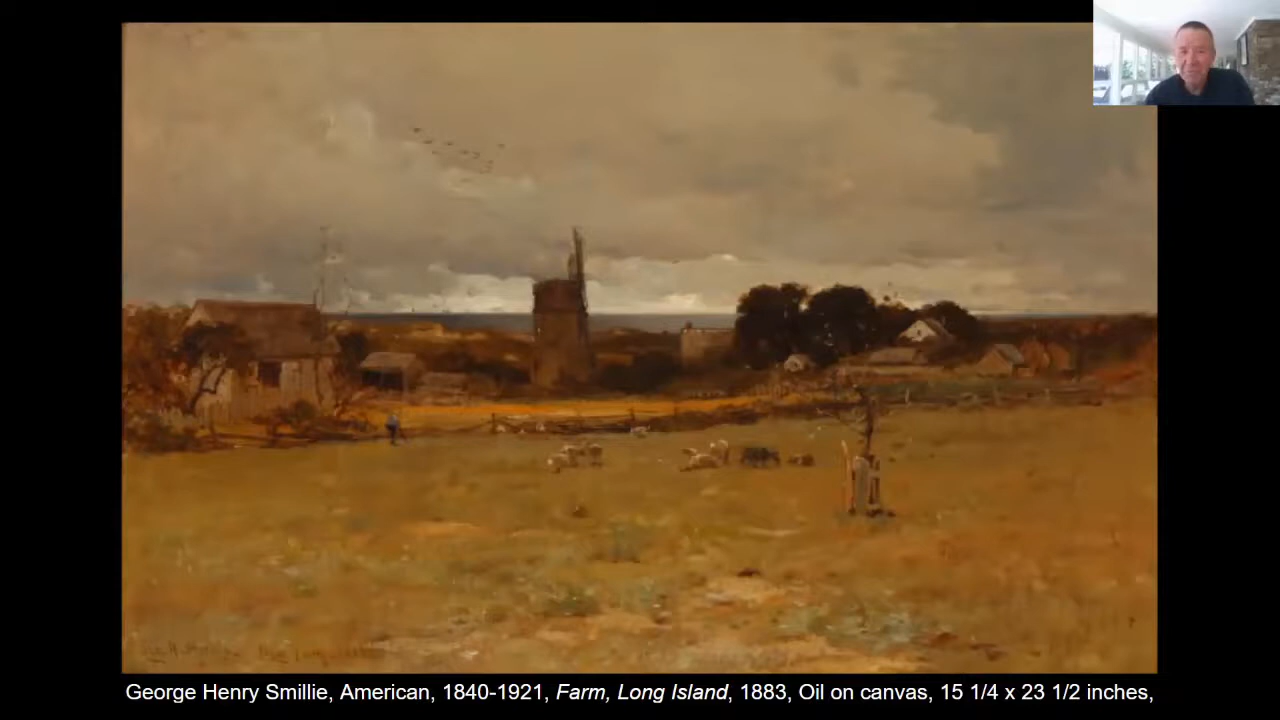 George Henry Smillie, American, 1840-1921, Farm, Long Island, 1883, Oil on canvas, 15 1/4 x 23 1/2 inches,